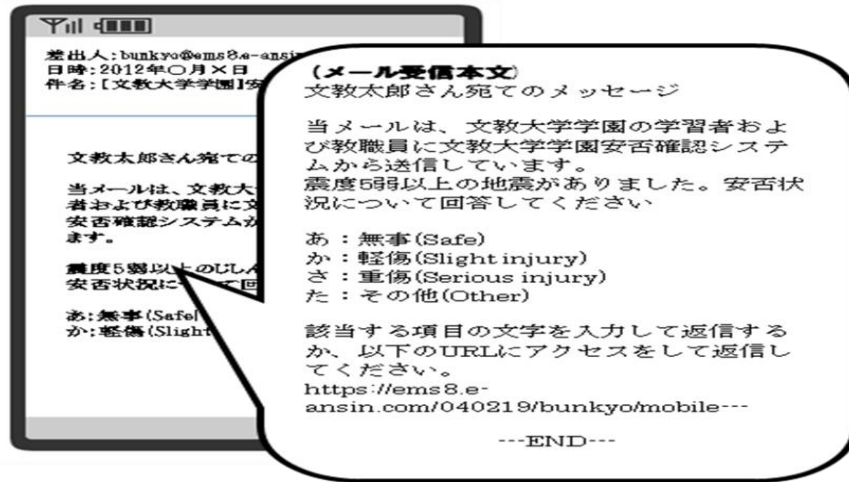 差出人:bunkyo@ems8.e-ansin
日時:2012年〇月×日
件名:[文教大学学園]安
文教太郎さん宛ての
当メールは、文教大
者および教職員に文
安否確認システムか
ます。
震度5弱以上のじしん
安否状況に て回
あ:無事(Safe)
か:軽傷(Slight
(メール受信本文)
文教太郎さん宛てのメッセージ
当メールは、文教大学学園の学習者およ
び教職員に文教大学学園安否確認システ
ムから送信しています。
震度5弱以上の地震がありました。安否状
況について回答してください
あ：無事(Safe)
か：軽傷(Slight injury)
さ：重傷(Serious injury)
た：その他(Other)
該当する項目の文字を入力して返信する
か、以下のURLにアクセスをして返信し
てください。
https://ems8.e-
ansin.com/040219/bunkyo/mobile---
---END---